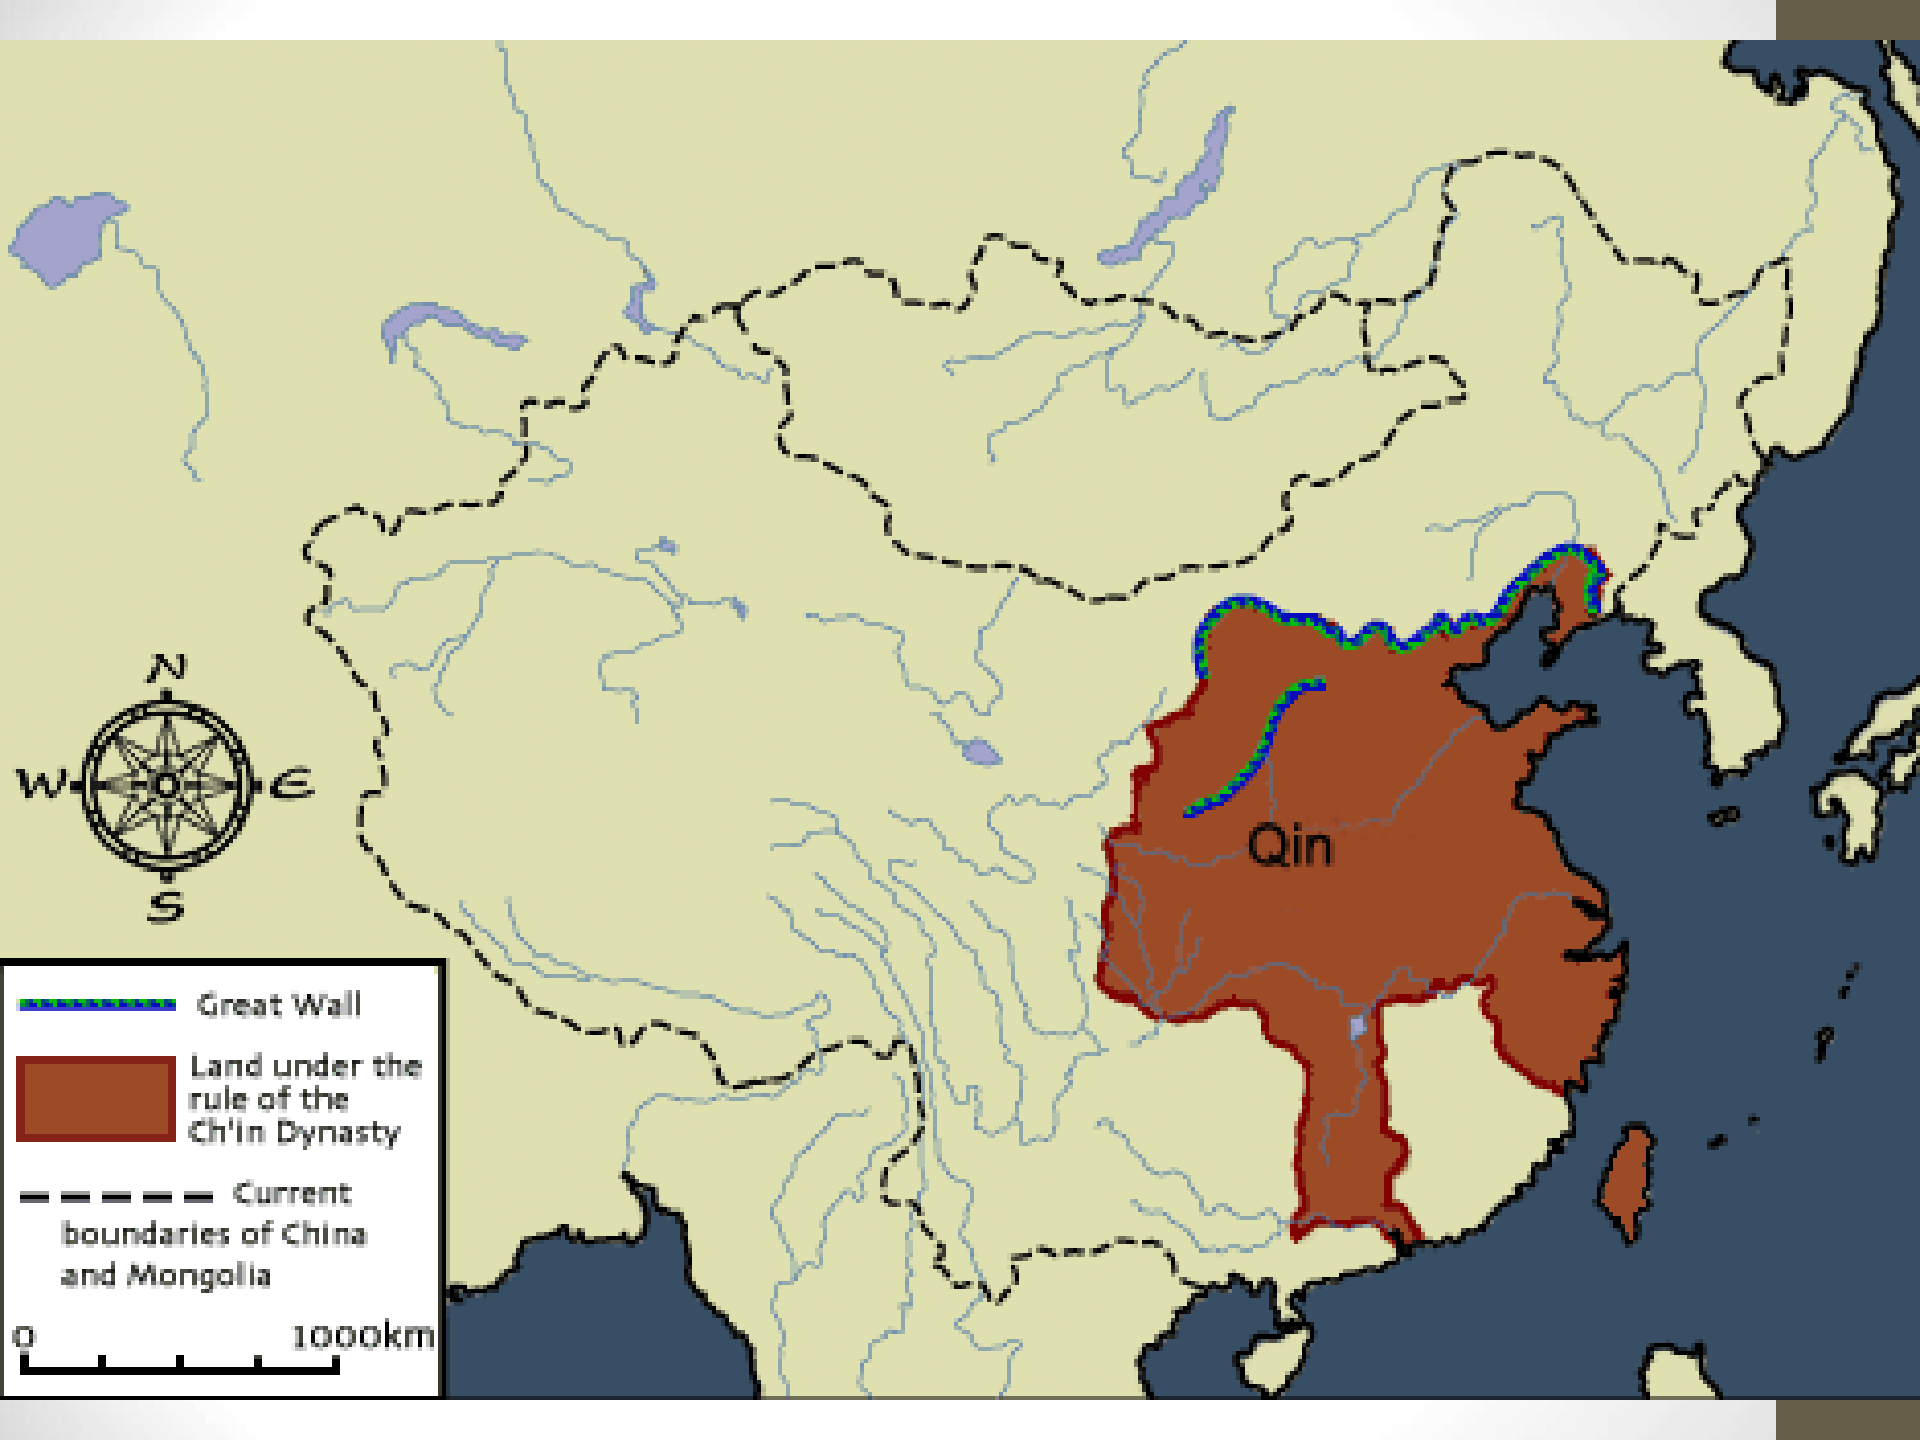 Qin
N
W E
S
Great Wall
Land under the
rule of the
Ch'in Dynasty
Current
boundaries of China
and Mongolia
0 1000km